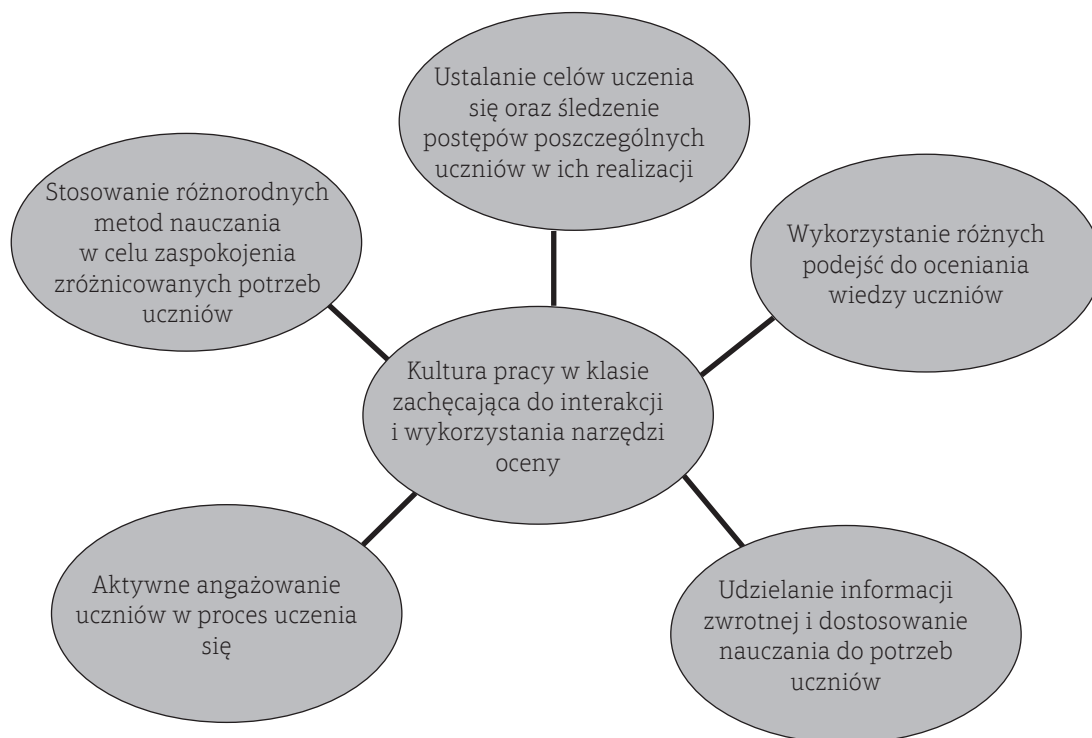 Ustalanie celów uczenia
się oraz śledzenie
postępów poszczególnych
uczniów w ich realizacji
Stosowanie różnorodnych
metod nauczania
w celu zaspokojenia
zróżnicowanych potrzeb
uczniów
Wykorzystanie różnych
podejść do oceniania
wiedzy uczniów
Kultura pracy w klasie
zachęcająca do interakcji
i wykorzystania narzędzi
oceny
Aktywne angażowanie
uczniów w proces uczenia
się
Udzielanie informacji
zwrotnej i dostosowanie
nauczania do potrzeb
uczniów